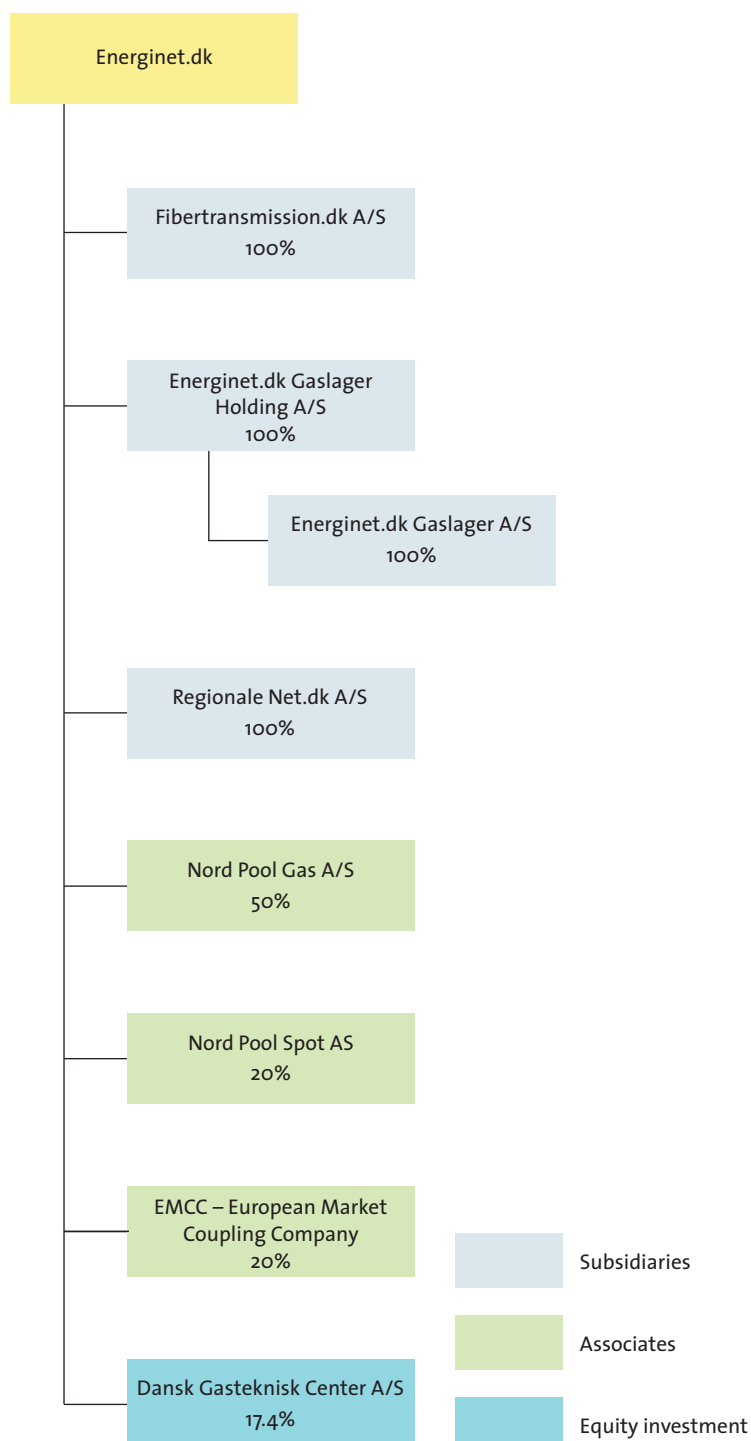 Energinet.dk
Fibertransmission.dk A/S
100%
Energinet.dk Gaslager
Holding A/S
100%
Energinet.dk Gaslager A/S
100%
Regionale Net.dk A/S
100%
Nord Pool Gas A/S
50%
Nord Pool Spot AS
20%
EMCC – European Market
Coupling Company
20%
Dansk Gasteknisk Center A/S
17.4%
Subsidiaries
Associates
Equity investment